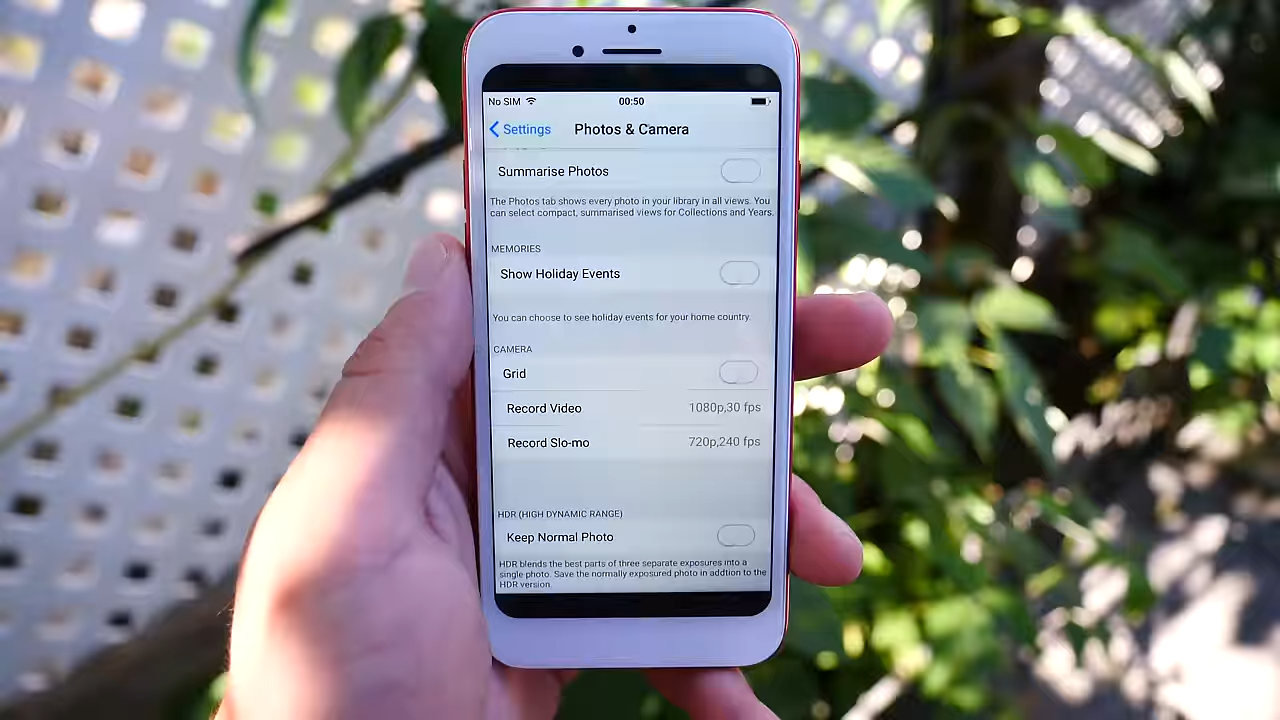 No SIM 00:50
Settings Photos & Camera
Summarise Photos
The Photos tab shows every photo in your library in all views. You
can select compact, summarised views for Collections and Years.
MEMORIES
Show Holiday Events
You can choose to see holiday events for your home country.
CAMERA
Grid
Record Video 1080p,30 fps
Record Slo-mo 720p,240 fps
HDR (HIGH DYNAMIC RANGE)
Keep Normal Photo
HDR blends the best parts of three separate exposures into a
single photo. Save the normally exposed photo in addtion to the
HDR version.